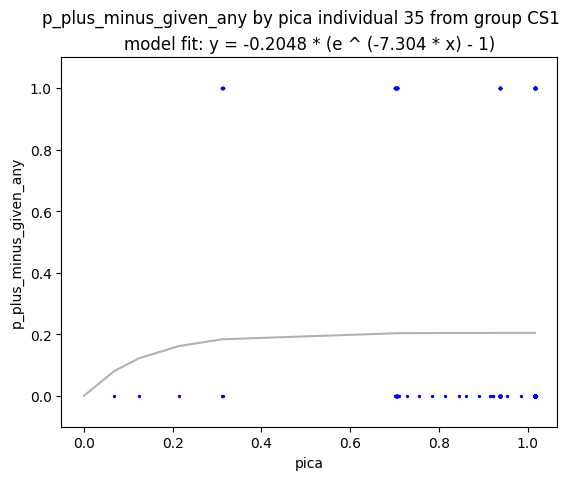 p_plus_minus_given_any by pica individual 35 from group CS1
model fit: y = -0.2048 * (e ^ (-7.304 * x) - 1)
1.0
0.8
0.6
0.4
0.2
0.0
p_plus_minus_given_any
0.0 0.2 0.4 0.6 0.8 1.0
pica